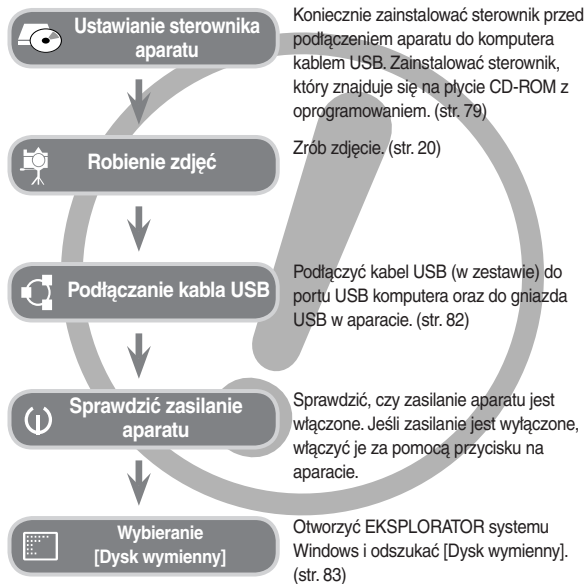 Ustawianie sterownika
aparatu
Koniecznie zainstalować sterownik przed
podłączeniem aparatu do komputera
kablem USB. Zainstalować sterownik,
który znajduje się na płycie CD-ROM z
oprogramowaniem. (str. 79)
Robienie zdjęć
Zrób zdjęcie. (str. 20)
Podłączanie kabla USB
Podłączyć kabel USB (w zestawie) do
portu USB komputera oraz do gniazda
USB w aparacie. (str. 82)
Sprawdzić zasilanie
aparatu
Sprawdzić, czy zasilanie aparatu jest
włączone. Jeśli zasilanie jest wyłączone,
włączyć je za pomocą przycisku na
aparacie.
Wybieranie
[Dysk wymienny]
Otworzyć EKSPLORATOR systemu
Windows i odszukać [Dysk wymienny].
(str. 83)